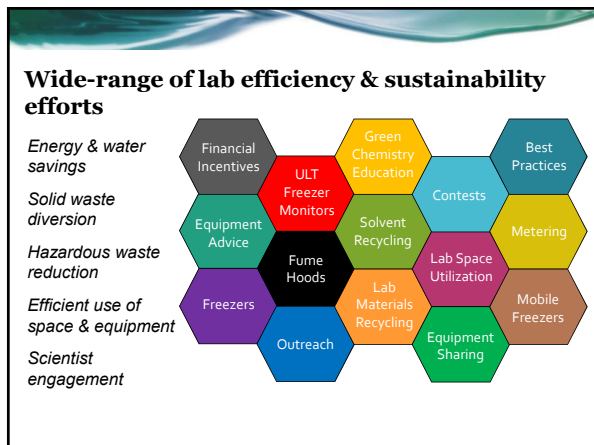 Wide-range of lab efficiency & sustainability
efforts
Energy & water
savings
Solid waste
diversion
Hazardous waste
reduction
Efficient use of
space & equipment
Scientist
engagement
Financial
Incentives
Equipment
Advice
Freezers
ULT
Freezer
Monitors
Fume
Hoods
Outreach
Green
Chemistry
Education
Solvent
Recycling
Lab
Materials
Recycling
Contests
Lab Space
Utilization
Equipment
Sharing
Best
Practices
Metering
Mobile
Freezers